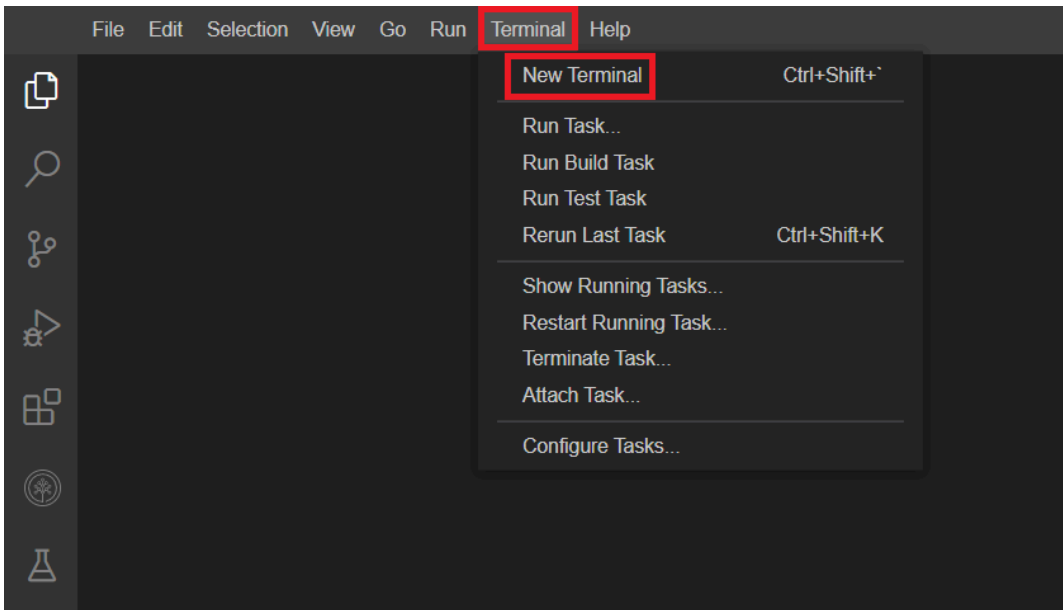 File Edit Selection View Go Run Terminal Help
New Terminal Ctrl+Shift+`
Run Task...
Run Build Task
Run Test Task
Rerun Last Task Ctrl+Shift+K
Show Running Tasks...
Restart Running Task...
Terminate Task...
Attach Task...
Configure Tasks...